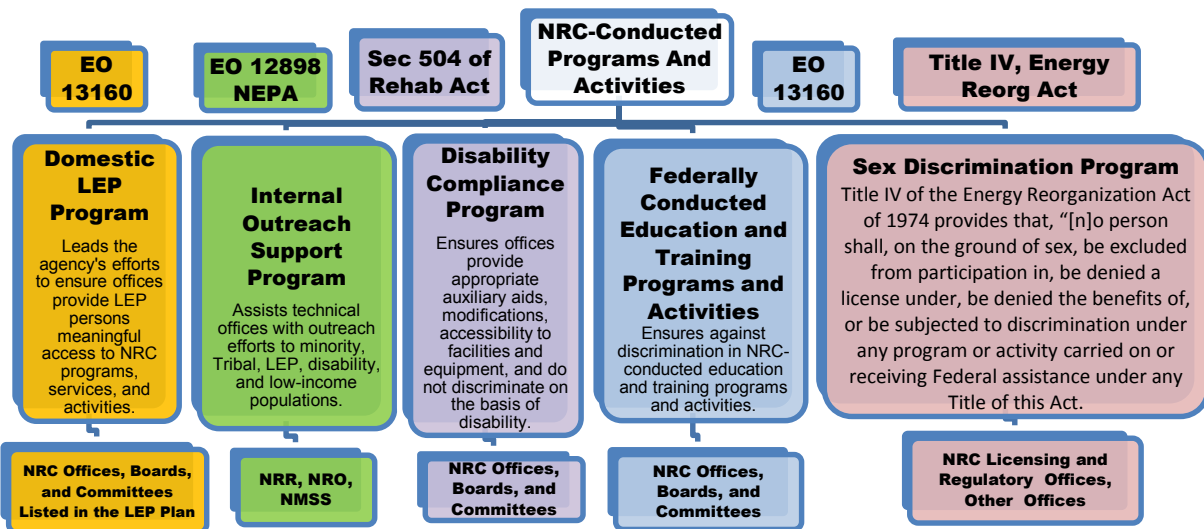 EO
13160
EO 12898
NEPA
Sec 504 of
Rehab Act
NRC-Conducted
Programs And
Activities
EO
13160
Title IV, Energy
Reorg Act
Domestic
LEP
Program
Leads the
agency's efforts
to ensure offices
provide LEP
persons
meaningful
access to NRC
programs,
services, and
activities.
Internal
Outreach
Support
Program
Assists technical
offices with outreach
efforts to minority,
Tribal, LEP, disability,
and low-income
populations.
Disability
Compliance
Program
Ensures offices
provide
appropriate
auxiliary aids,
modifications,
accessibility to
facilities and
equipment, and do
not discriminate on
the basis of
disability.
Federally
Conducted
Education and
Training
Programs and
Activities
Ensures against
discrimination in NRC-
conducted education
and training programs
and activities.
Sex Discrimination Program
Title IV of the Energy Reorganization Act
of 1974 provides that, “[n]o person
shall, on the ground of sex, be excluded
from participation in, be denied a
license under, be denied the benefits of,
or be subjected to discrimination under
any program or activity carried on or
receiving Federal assistance under any
Title of this Act.
NRC Offices, Boards,
and Committees
Listed in the LEP Plan
NRR, NRO,
NMSS
NRC Offices,
Boards, and
Committees
NRC Offices,
Boards, and
Committees
NRC Licensing and
Regulatory Offices,
Other Offices